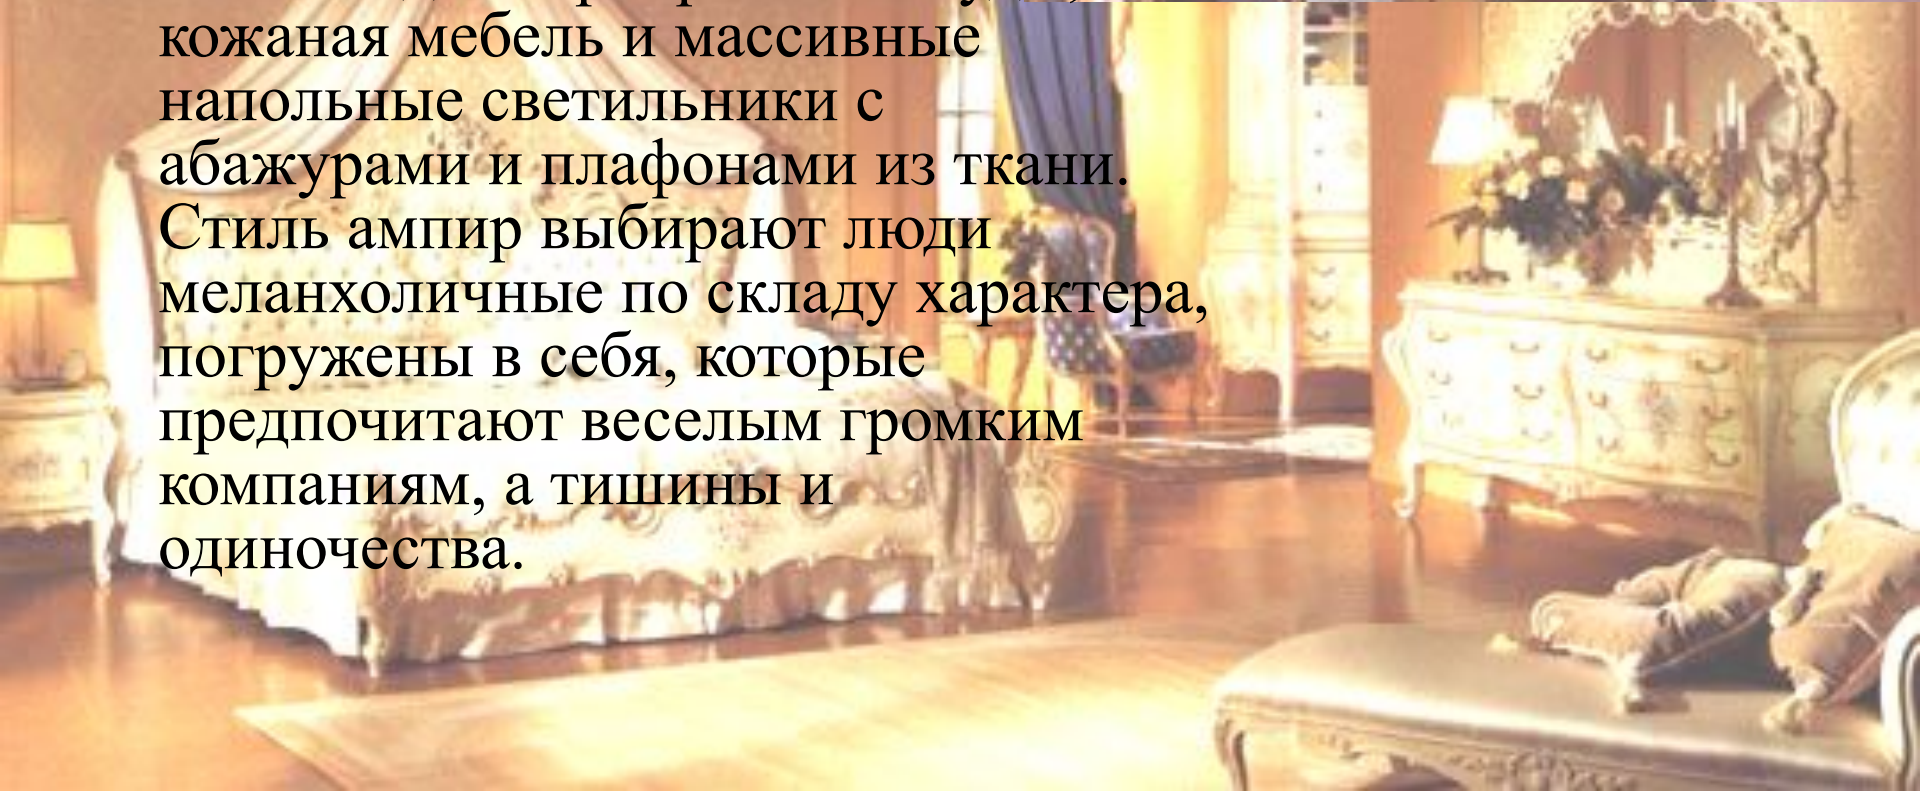 кожаная мебель и массивные
напольные светильники с
абажурами и плафонами из ткани.
Стиль ампир выбирают люди
меланхоличные по складу характера,
погружены в себя, которые
предпочитают веселым громким
компаниям, а тишины и
одиночества.